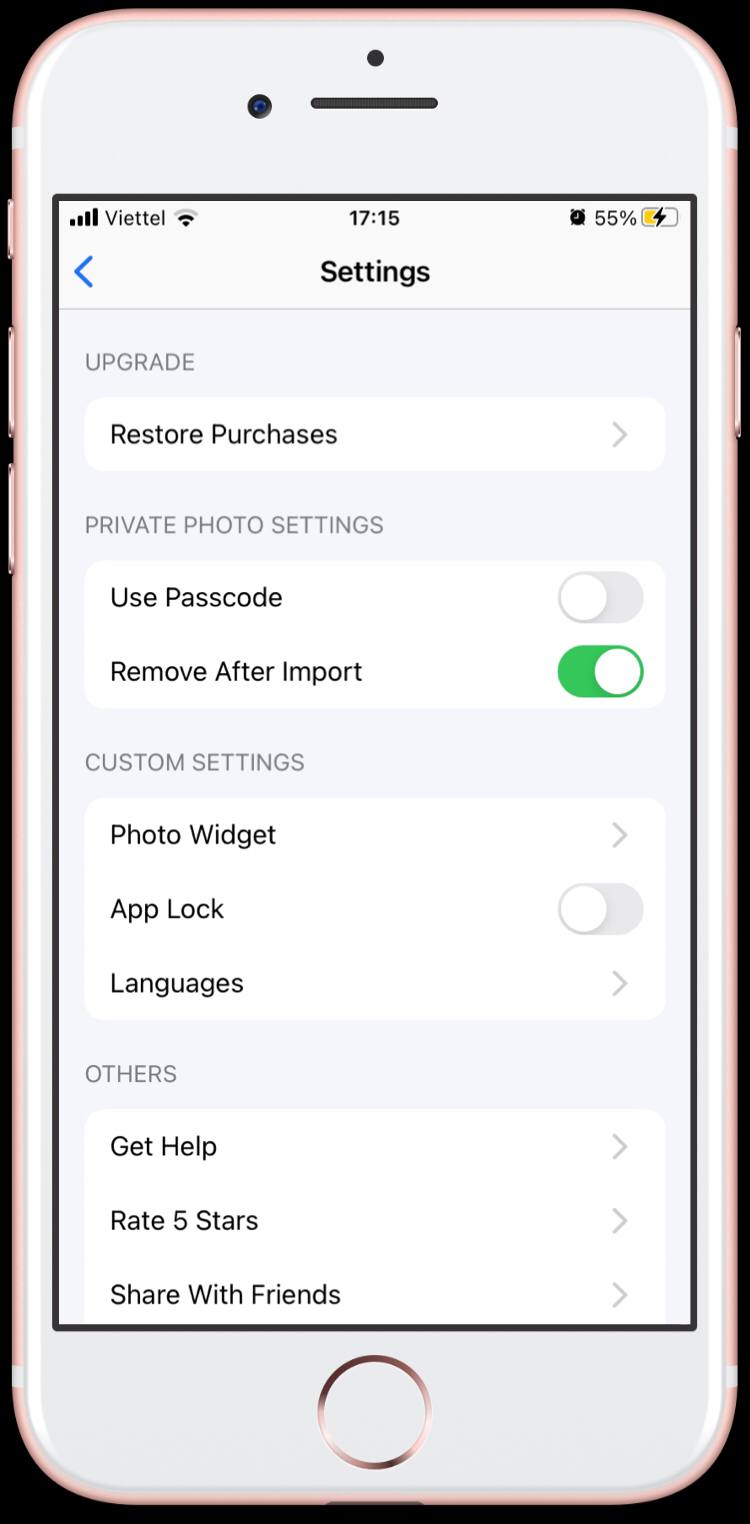 Viettel 17:15 55%
Settings
UPGRADE
Restore Purchases
PRIVATE PHOTO SETTINGS
Use Passcode
Remove After Import
CUSTOM SETTINGS
Photo Widget
App Lock
Languages
OTHERS
Get Help
Rate 5 Stars
Share With Friends